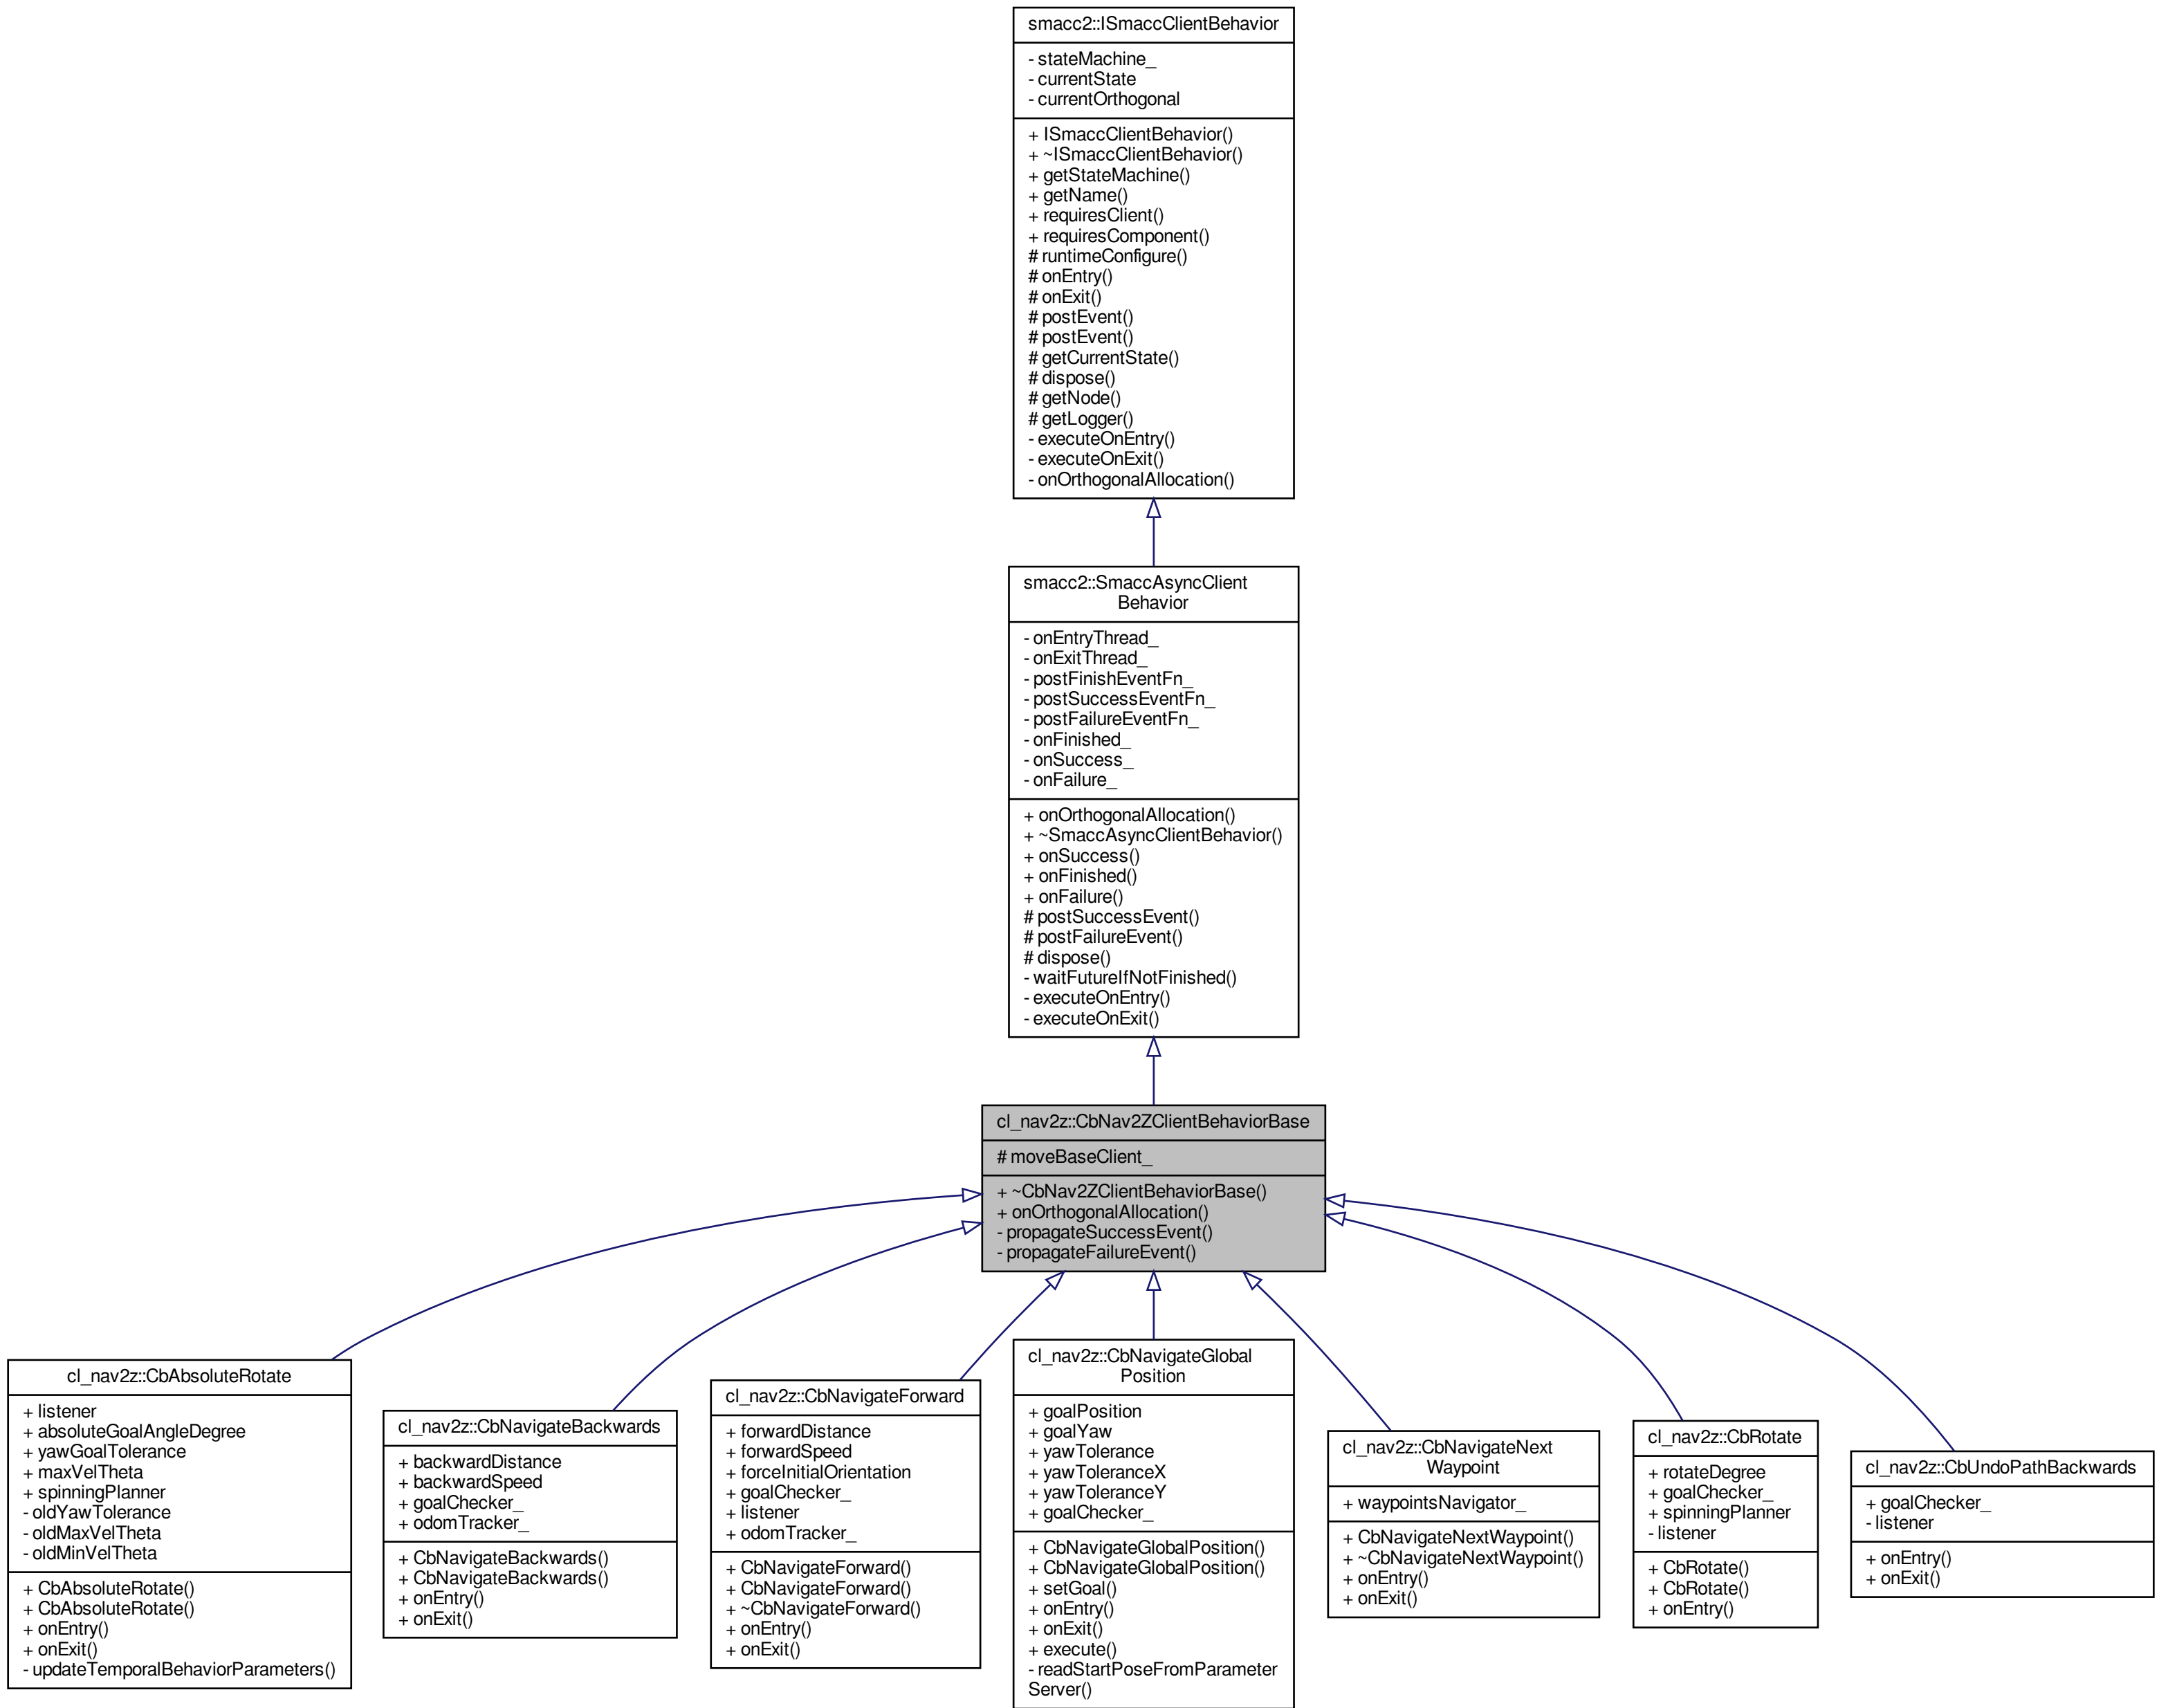 smacc2::ISmaccClientBehavior
- stateMachine_
- currentState
- currentOrthogonal
+ ISmaccClientBehavior()
+ ~ISmaccClientBehavior()
+ getStateMachine()
+ getName()
+ requiresClient()
+ requiresComponent()
# runtimeConfigure()
# onEntry()
# onExit()
# postEvent()
# postEvent()
# getCurrentState()
# dispose()
# getNode()
# getLogger()
- executeOnEntry()
- executeOnExit()
- onOrthogonalAllocation()
smacc2::SmaccAsyncClient
Behavior
- onEntryThread_
- onExitThread_
- postFinishEventFn_
- postSuccessEventFn_
- postFailureEventFn_
- onFinished_
- onSuccess_
- onFailure_
+ onOrthogonalAllocation()
+ ~SmaccAsyncClientBehavior()
+ onSuccess()
+ onFinished()
+ onFailure()
# postSuccessEvent()
# postFailureEvent()
# dispose()
- waitFutureIfNotFinished()
- executeOnEntry()
- executeOnExit()
cl_nav2z::CbNav2ZClientBehaviorBase
# moveBaseClient_
+ ~CbNav2ZClientBehaviorBase()
+ onOrthogonalAllocation()
- propagateSuccessEvent()
- propagateFailureEvent()
cl_nav2z::CbAbsoluteRotate
+ listener
+ absoluteGoalAngleDegree
+ yawGoalTolerance
+ maxVelTheta
+ spinningPlanner
- oldYawTolerance
- oldMaxVelTheta
- oldMinVelTheta
+ CbAbsoluteRotate()
+ CbAbsoluteRotate()
+ onEntry()
+ onExit()
- updateTemporalBehaviorParameters()
cl_nav2z::CbNavigateBackwards
+ backwardDistance
+ backwardSpeed
+ goalChecker_
+ odomTracker_
+ CbNavigateBackwards()
+ CbNavigateBackwards()
+ onEntry()
+ onExit()
cl_nav2z::CbNavigateForward
+ forwardDistance
+ forwardSpeed
+ forceInitialOrientation
+ goalChecker_
+ listener
+ odomTracker_
+ CbNavigateForward()
+ CbNavigateForward()
+ ~CbNavigateForward()
+ onEntry()
+ onExit()
cl_nav2z::CbNavigateGlobal
Position
+ goalPosition
+ goalYaw
+ yawTolerance
+ yawToleranceX
+ yawToleranceY
+ goalChecker_
+ CbNavigateGlobalPosition()
+ CbNavigateGlobalPosition()
+ setGoal()
+ onEntry()
+ onExit()
+ execute()
- readStartPoseFromParameter
Server()
cl_nav2z::CbNavigateNext
Waypoint
+ waypointsNavigator_
+ CbNavigateNextWaypoint()
+ ~CbNavigateNextWaypoint()
+ onEntry()
+ onExit()
cl_nav2z::CbRotate
+ rotateDegree
+ goalChecker_
+ spinningPlanner
- listener
+ CbRotate()
+ CbRotate()
+ onEntry()
cl_nav2z::CbUndoPathBackwards
+ goalChecker_
- listener
+ onEntry()
+ onExit()